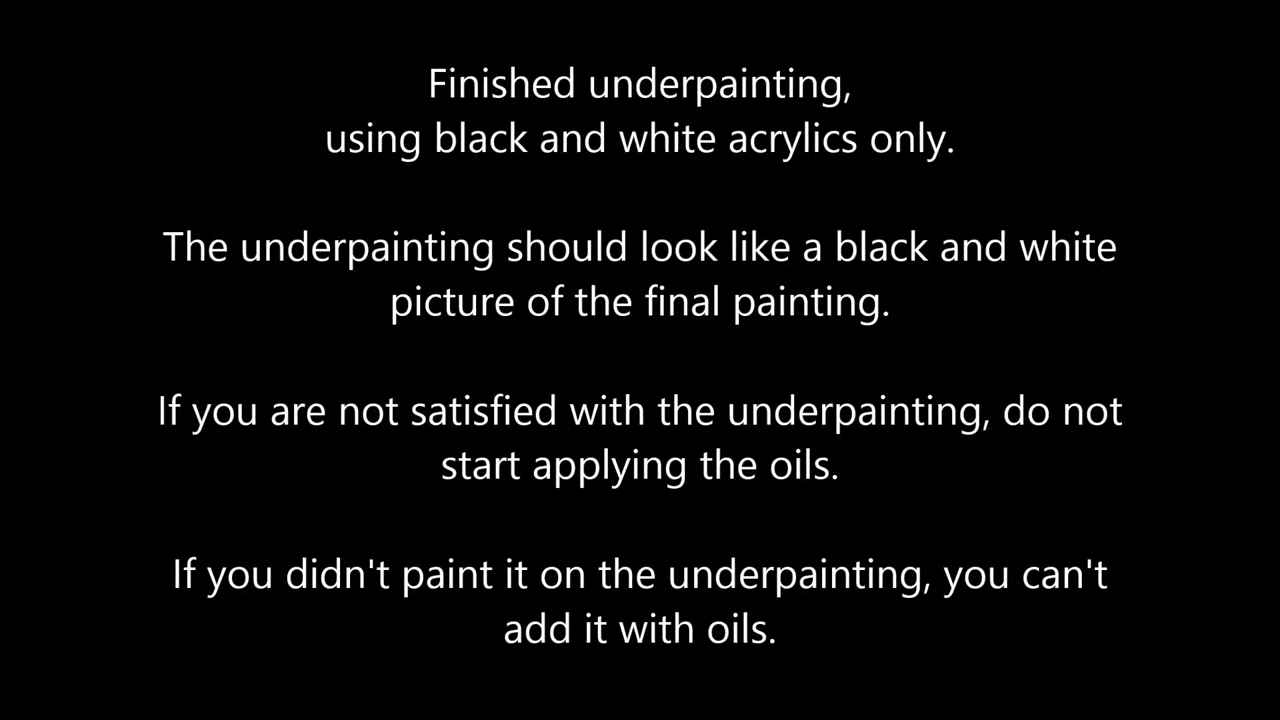 Finished underpainting,
using black and white acrylics only.
The underpainting should look like a black and white
picture of the final painting.
If you are not satisfied with the underpainting, do not
start applying the oils.
If you didn't paint it on the underpainting, you can't
add it with oils.